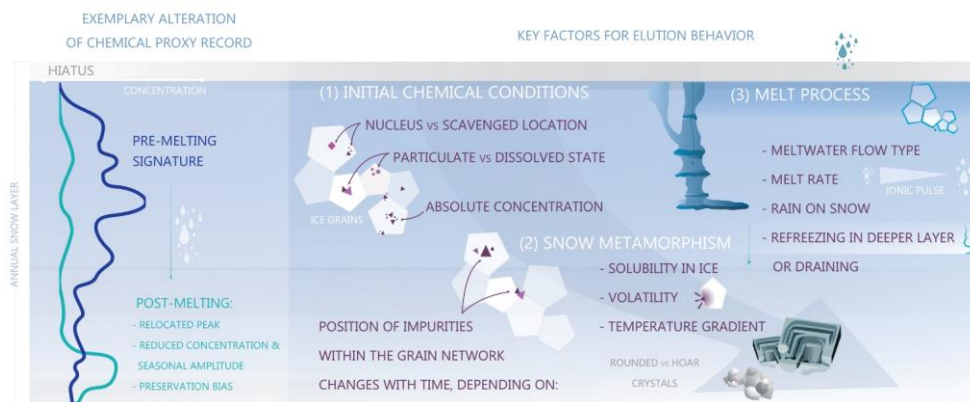 EXEMPLARY ALTERATION
OF CHEMICAL PROXY RECORD
KEY FACTORS FOR ELUTION BEHAVIOR
HIATUS
CONCENTRATION
ANNUAL SNOW LAYER
PRE-MELTING
SIGNATURE
POST-MELTING:
- RELOCATED PEAK
- REDUCED CONCENTRATION &
SEASONAL AMPLITUDE
- PRESERVATION BIAS
(1) INITIAL CHEMICAL CONDITIONS
NUCLEUS vs SCAVENGED LOCATION
PARTICULATE vs DISSOLVED STATE
ICE GRAINS
ABSOLUTE CONCENTRATION
(2) SNOW METAMORPHISM
- SOLUBILITY IN ICE
- VOLATILITY
- TEMPERATURE GRADIENT
POSITION OF IMPURITIES
WITHIN THE GRAIN NETWORK
CHANGES WITH TIME, DEPENDING ON:
ROUNDED vs HOAR
CRYSTALS
(3) MELT PROCESS
- MELTWATER FLOW TYPE
- MELT RATE
IONIC PULSE
- RAIN ON SNOW
- REFREEZING IN DEEPER LAYER
OR DRAINING